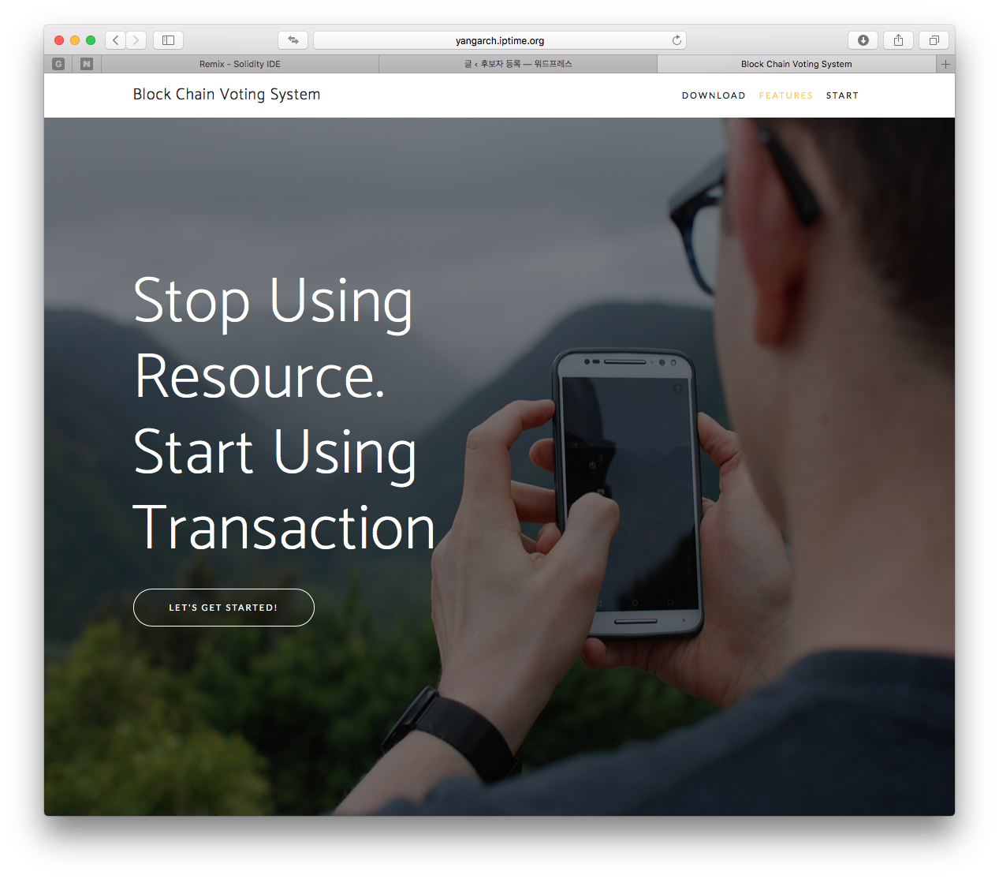 yangarch.iptime.org
G
N
Remix - Solidity IDE
글 ‹ 후보자 등록 — 워드프레스
Block Chain Voting System
Block Chain Voting System
DOWNLOAD
FEATURES
START
Stop Using
Resource.
Start Using
Transaction
LET'S GET STARTED!